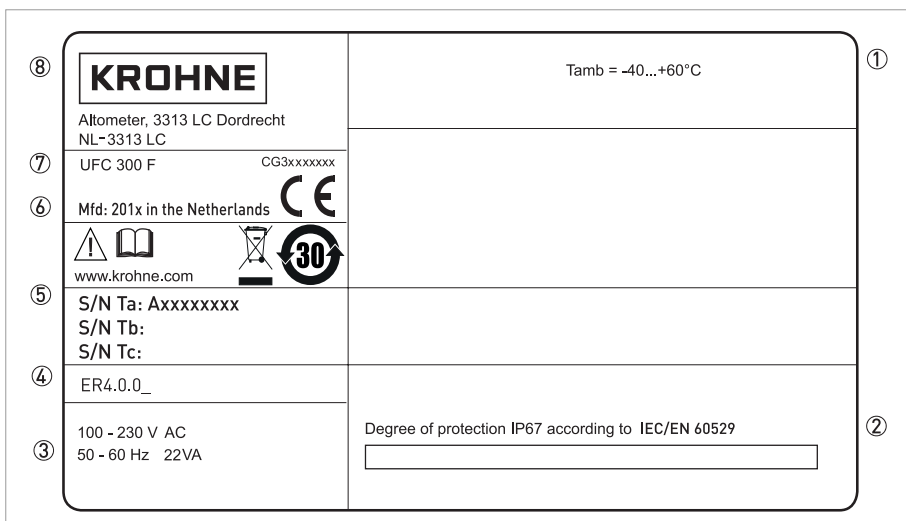 ⑧
KROHNE
Altometer, 3313 LC Dordrecht
NL-3313 LC
⑦
UFC 300 F
CG3xxxxxxx
CE
⑥
Mfd: 201x in the Netherlands
30
www.krohne.com
⑤
S/N Ta: Axxxxxxxx
S/N Tb:
S/N Tc:
④
ER4.0.0_
③
100 - 230 V AC
50 - 60 Hz 22VA
①
Tamb = -40...+60°C
②
Degree of protection IP67 according to IEC/EN 60529